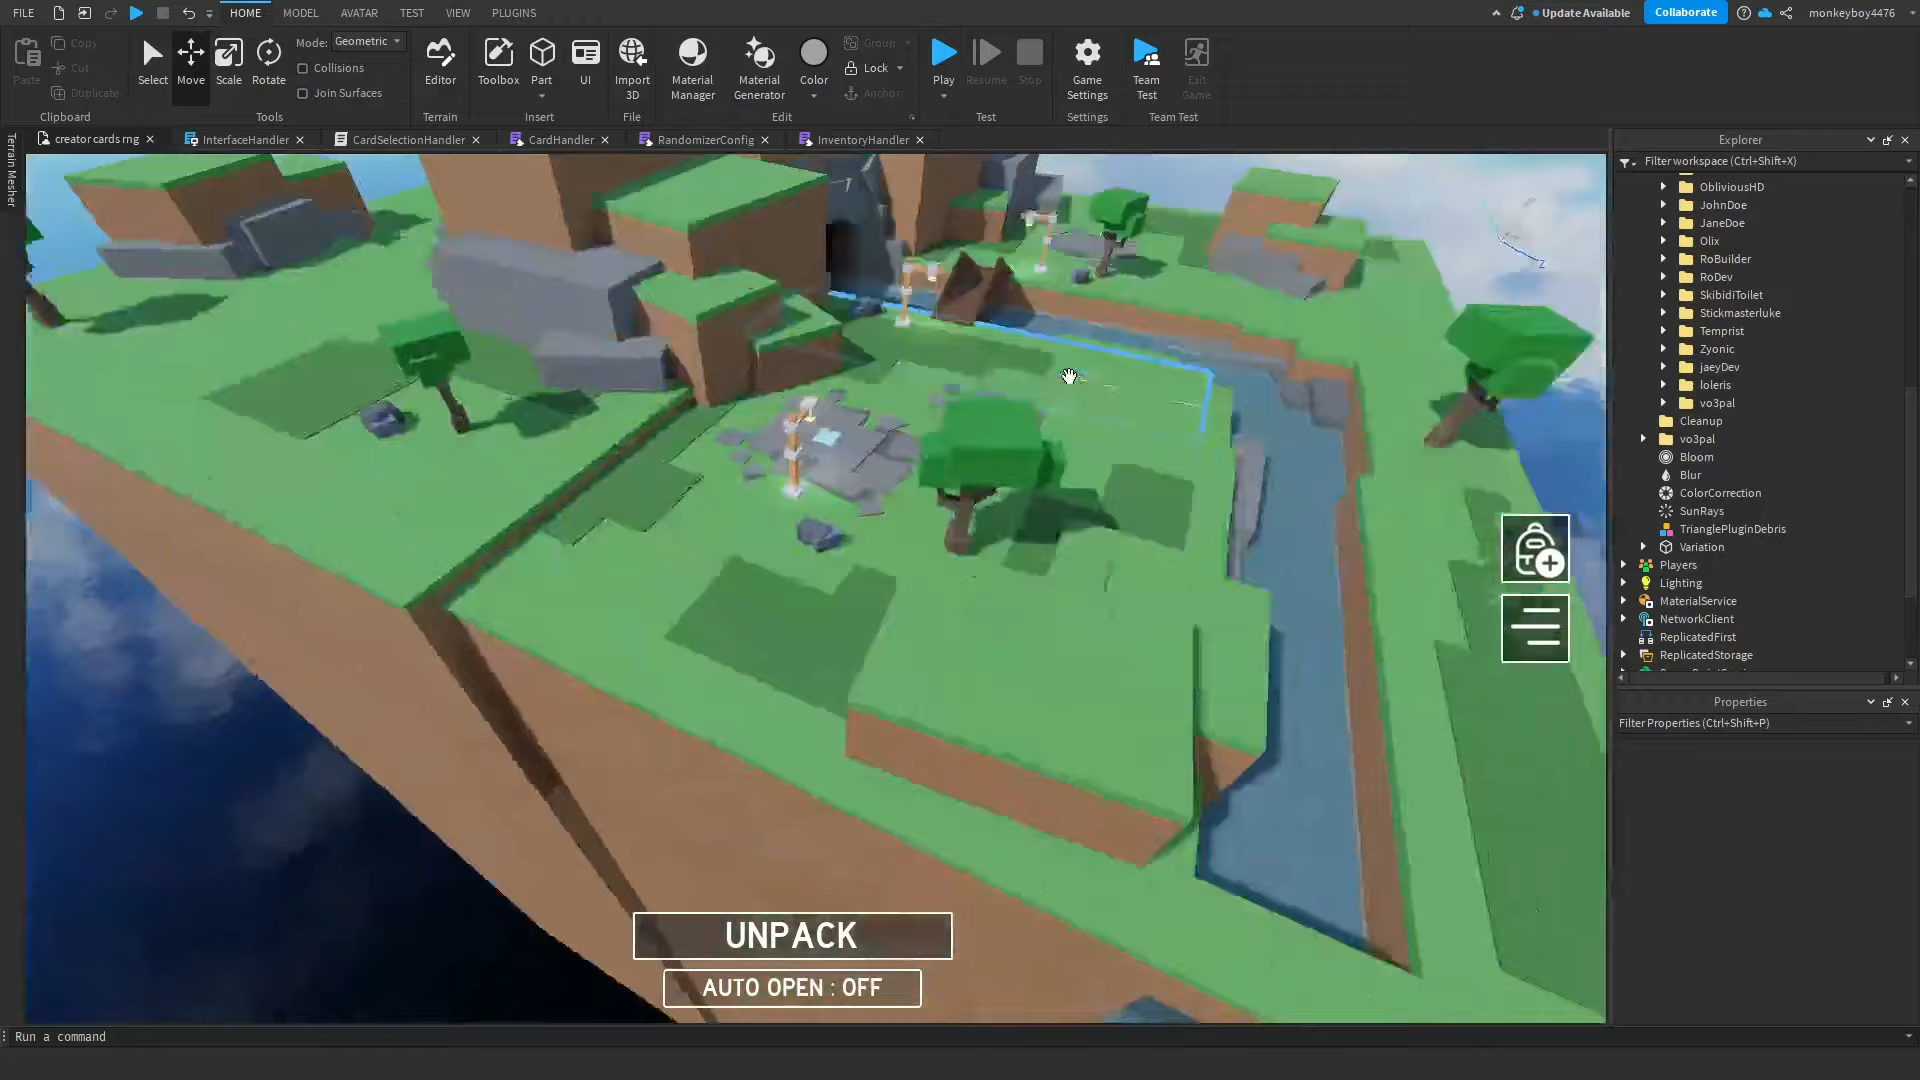 FILE
HOME
MODEL
AVATAR
TEST
VIEW
PLUGINS
Update Available
Collaborate
monkeyboy4476
Paste
Copy
Cut
Duplicate
Clipboard
Select
Move
Scale
Rotate
Mode:
Geometric
Collisions
Join Surfaces
Tools
Editor
Terrain
Toolbox
Part
UI
Insert
Import
3D
File
Material
Manager
Material
Generator
Color
Group
Lock
Anchor
Edit
Play
Resume
Stop
Test
Game
Settings
Settings
Team
Test
Exit
Game
Team Test
Terrain Mesher
creator cards rng
InterfaceHandler
CardSelectionHandler
CardHandler
RandomizerConfig
InventoryHandler
Z
UNPACK
AUTO OPEN : OFF
Explorer
Filter workspace (Ctrl+Shift+X)
ObliviousHD
JohnDoe
JaneDoe
Olix
RoBuilder
RoDev
SkibidiToilet
Stickmasterluke
Temprist
Zyonic
jaeyDev
loleris
vo3pal
Cleanup
vo3pal
Bloom
Blur
ColorCorrection
SunRays
TrianglePluginDebris
Variation
Players
Lighting
MaterialService
NetworkClient
ReplicatedFirst
ReplicatedStorage
Properties
Filter Properties (Ctrl+Shift+P)
Run a command